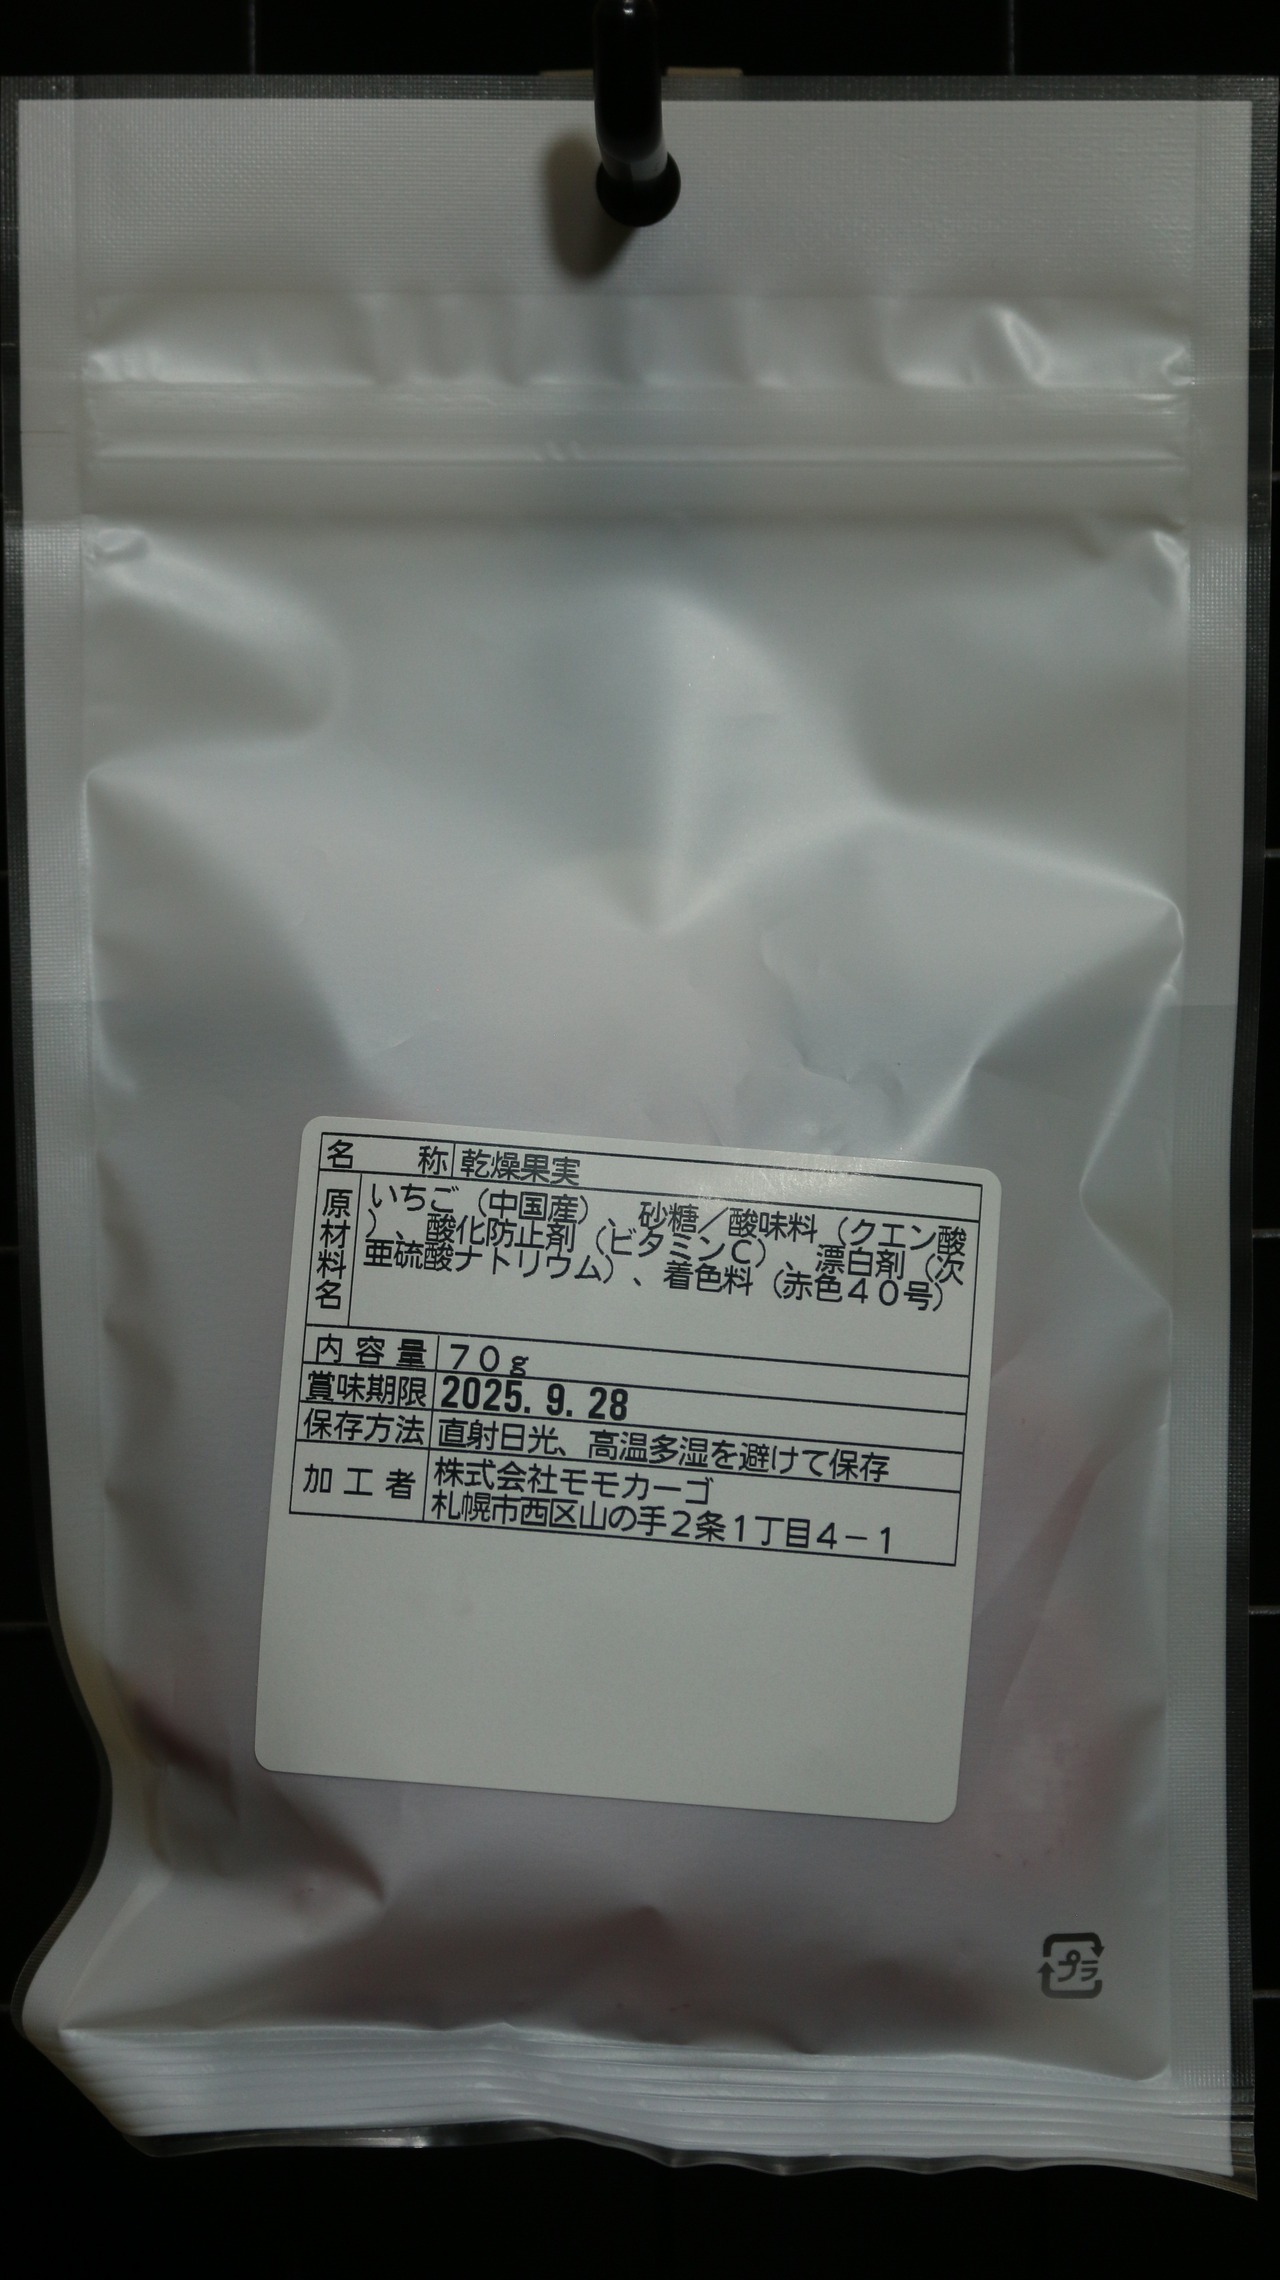 名称 乾燥果実
原材料名 いちご（中国産）、砂糖／酸味料（クエン酸
）、酸化防止剤（ビタミンＣ）、漂白剤（次
亜硫酸ナトリウム）、着色料（赤色４０号）
内容量 ７０ｇ
賞味期限 2025. 9. 28
保存方法 直射日光、高温多湿を避けて保存
加工者 株式会社モモカーゴ
札幌市西区山の手２条１丁目４－１
プラ